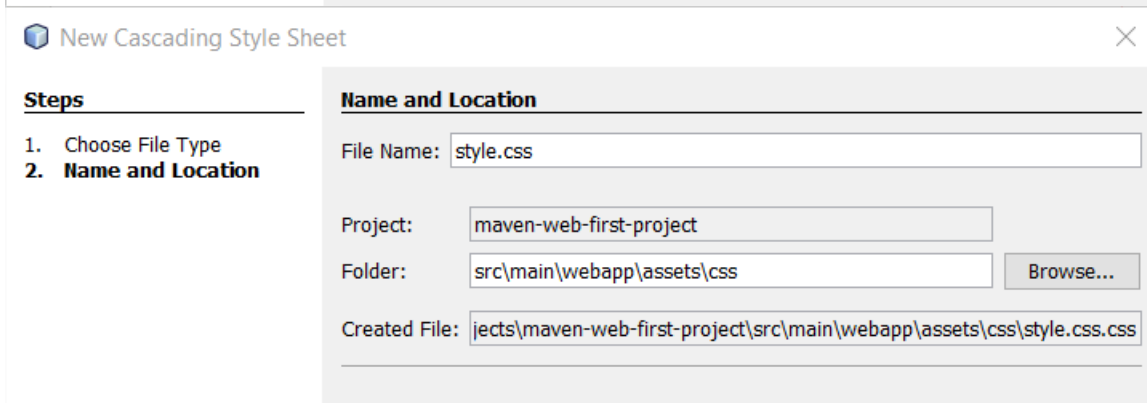 New Cascading Style Sheet
Steps
1. Choose File Type
2. Name and Location
Name and Location
File Name: style.css
Project: maven-web-first-project
Folder: src\main\webapp\assets\css Browse...
Created File: jects\maven-web-first-project\src\main\webapp\assets\css\style.css.css